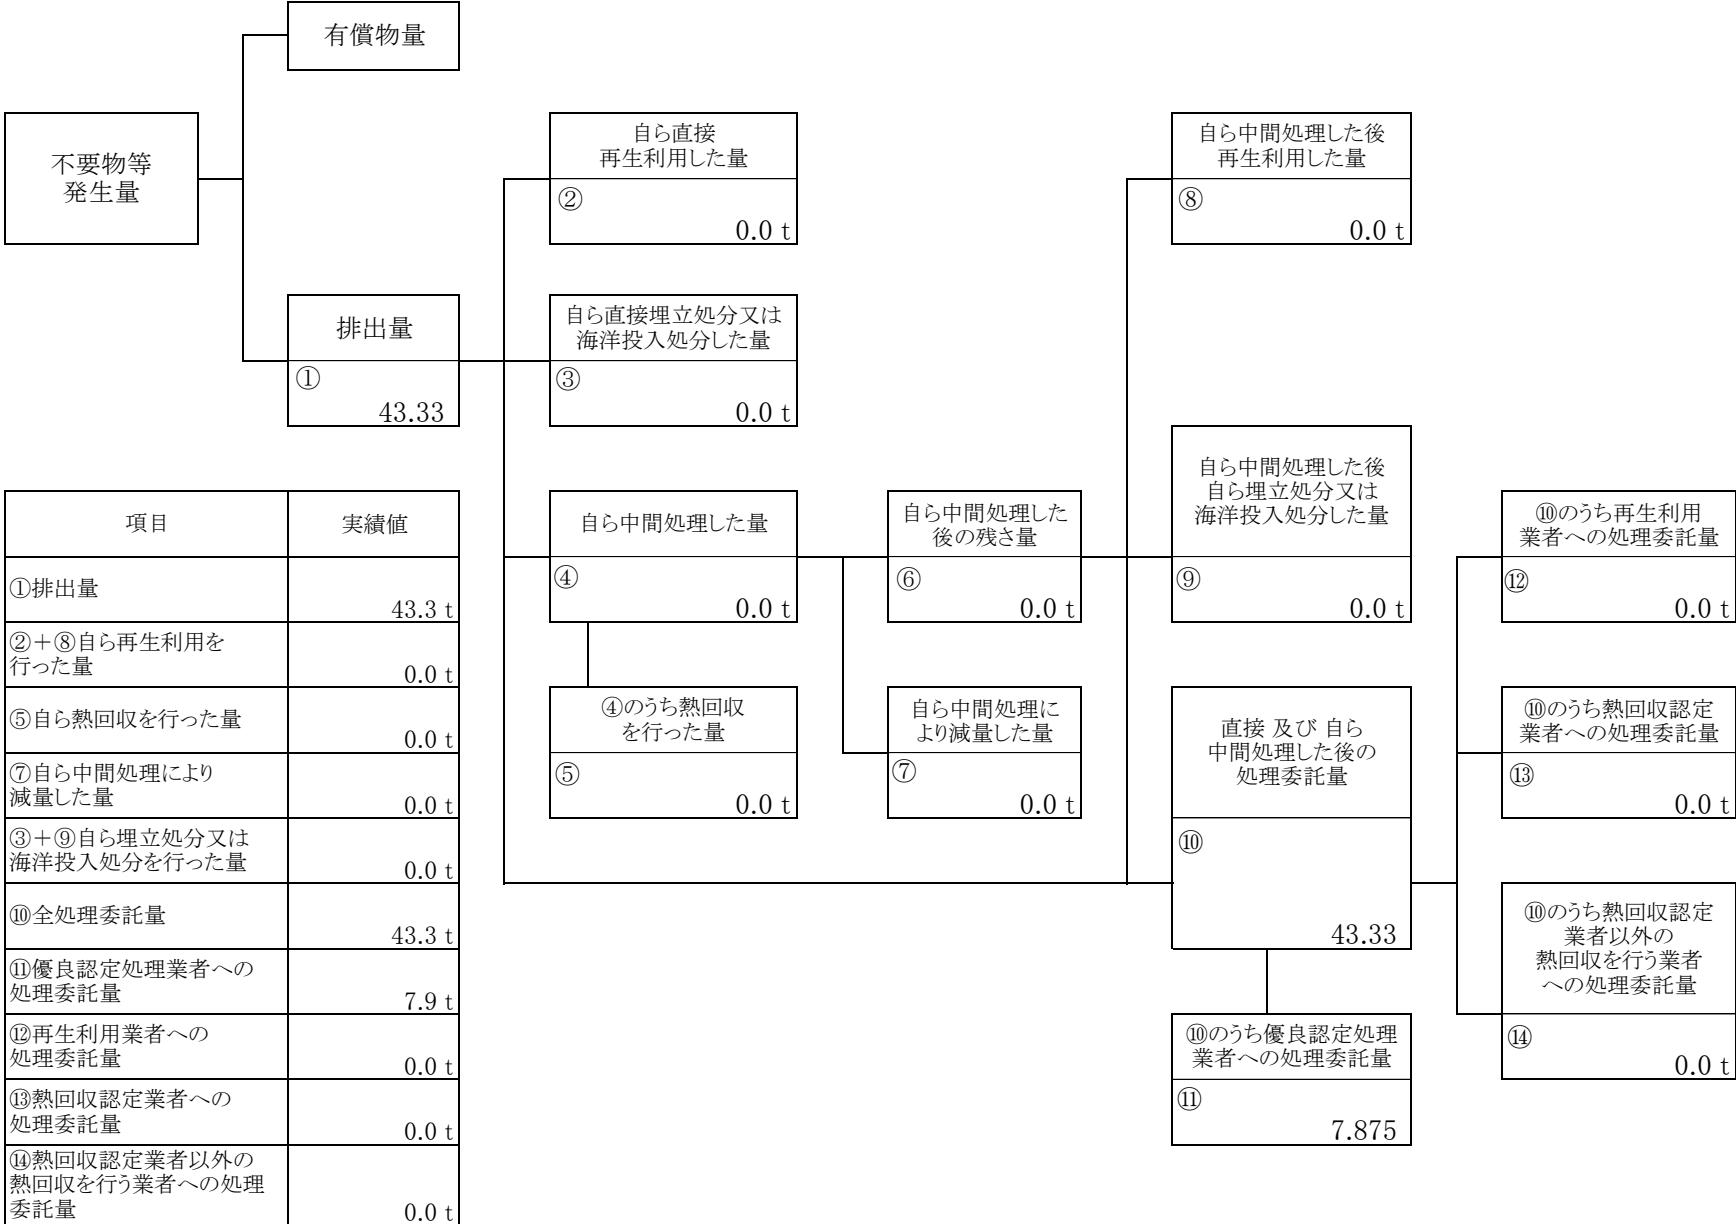 有償物量
不要物等
発生量
自ら直接
再生利用した量
②
0.0 t
自ら中間処理した後
再生利用した量
⑧
0.0 t
排出量
①
43.33
自ら直接埋立処分又は
海洋投入処分した量
③
0.0 t
自ら中間処理した量
④
0.0 t
自ら中間処理した
後の残さ量
⑥
0.0 t
自ら中間処理した後
自ら埋立処分又は
海洋投入処分した量
⑨
0.0 t
⑩のうち再生利用
業者への処理委託量
⑫
0.0 t
④のうち熱回収
を行った量
⑤
0.0 t
自ら中間処理に
より減量した量
⑦
0.0 t
直接 及び 自ら
中間処理した後の
処理委託量
⑩
43.33
⑩のうち熱回収認定
業者への処理委託量
⑬
0.0 t
⑩のうち優良認定処理
業者への処理委託量
⑪
7.875
⑩のうち熱回収認定
業者以外の
熱回収を行う業者
への処理委託量
⑭
0.0 t
項目
実績値
①排出量
43.3 t
②＋⑧自ら再生利用を
行った量
0.0 t
⑤自ら熱回収を行った量
0.0 t
⑦自ら中間処理により
減量した量
0.0 t
③＋⑨自ら埋立処分又は
海洋投入処分を行った量
0.0 t
⑩全処理委託量
43.3 t
⑪優良認定処理業者への
処理委託量
7.9 t
⑫再生利用業者への
処理委託量
0.0 t
⑬熱回収認定業者への
処理委託量
0.0 t
⑭熱回収認定業者以外の
熱回収を行う業者への処理
委託量
0.0 t